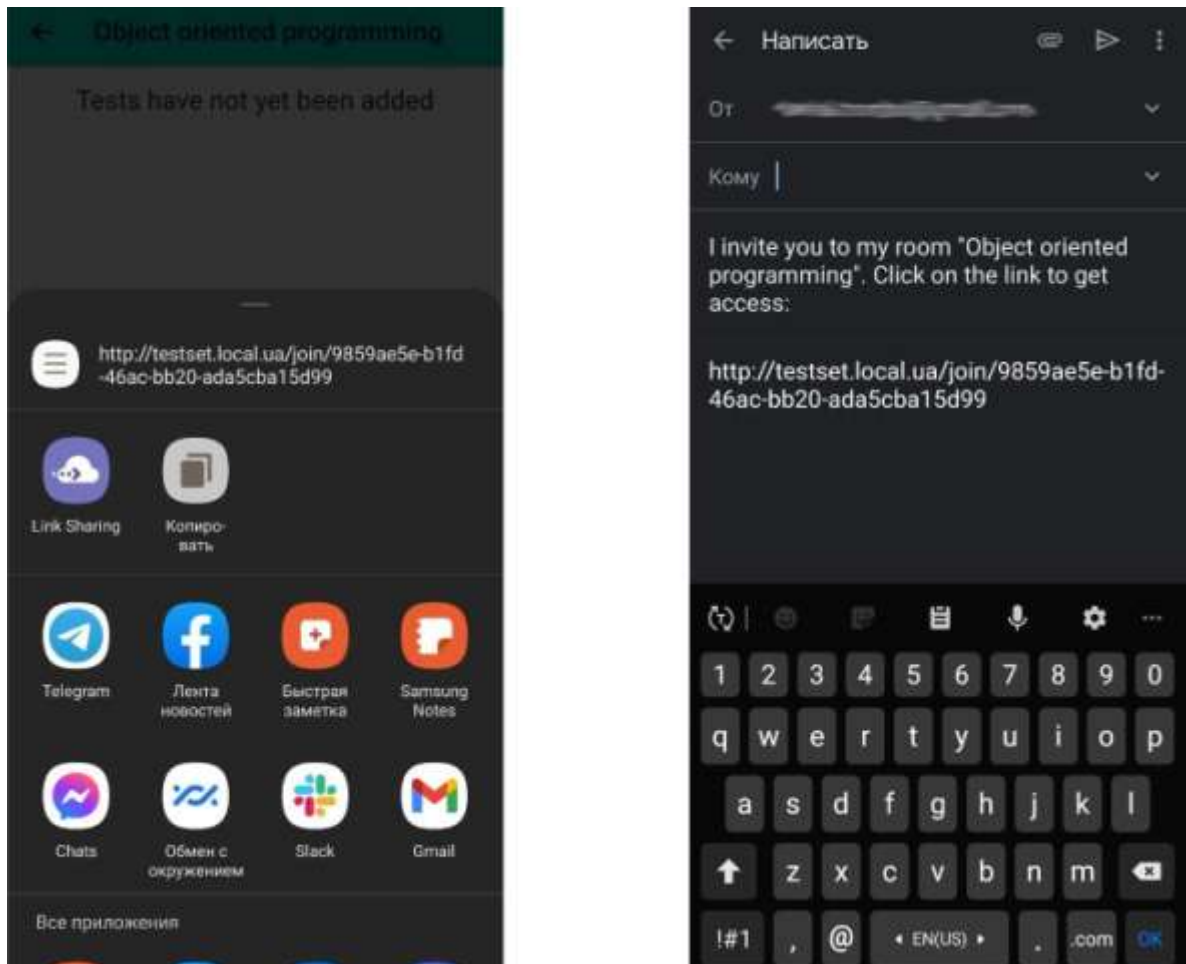 Object oriented programming
Tests have not yet been added
http://testset.local.ua/join/9859ae5e-b1fd
-46ac-bb20-ada5cba15d99
Link Sharing
Копиро-
вать
Telegram
Лента
новостей
Быстрая
заметка
Samsung
Notes
Chats
Обмен с
окружением
Slack
Gmail
Все приложения
Написать
От
Кому
I invite you to my room "Object oriented
programming". Click on the link to get
access:
http://testset.local.ua/join/9859ae5e-b1fd-
46ac-bb20-ada5cba15d99
1 2 3 4 5 6 7 8 9 0
q w e r t y u i o p
a s d f g h j k l
z x c v b n m
!#1 , @ EN(US) . .com OK